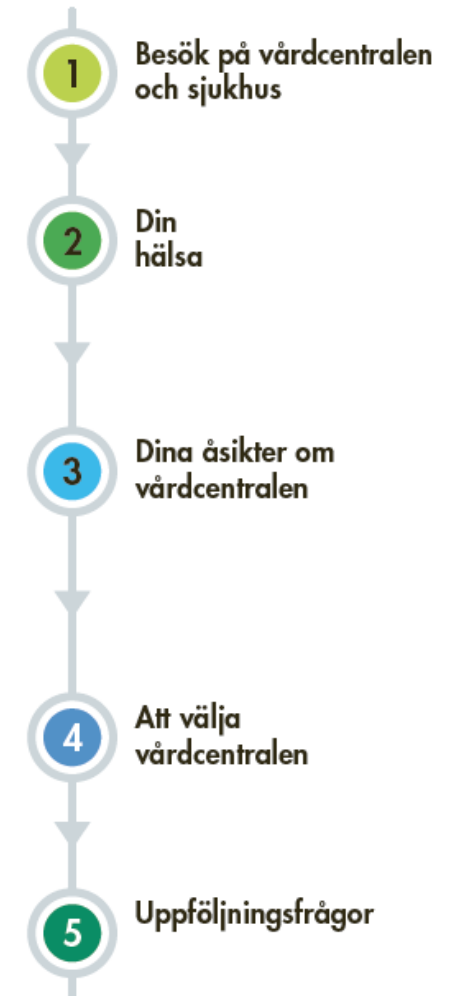 1
Besök på vårdcentralen
och sjukhus
2
Din
hälsa
3
Dina åsikter om
vårdcentralen
4
Att välja
vårdcentralen
5
Uppföljningsfrågor